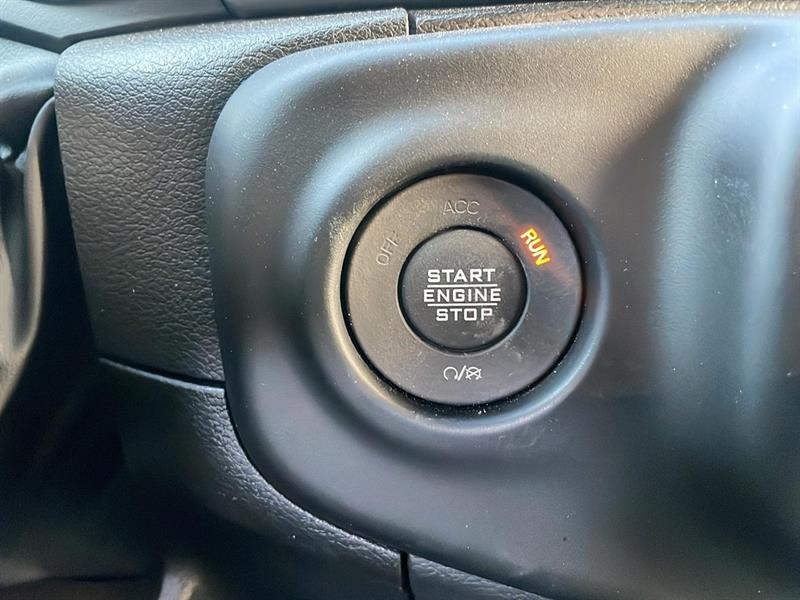 ACC
OFF
RUN
START
ENGINE
STOP